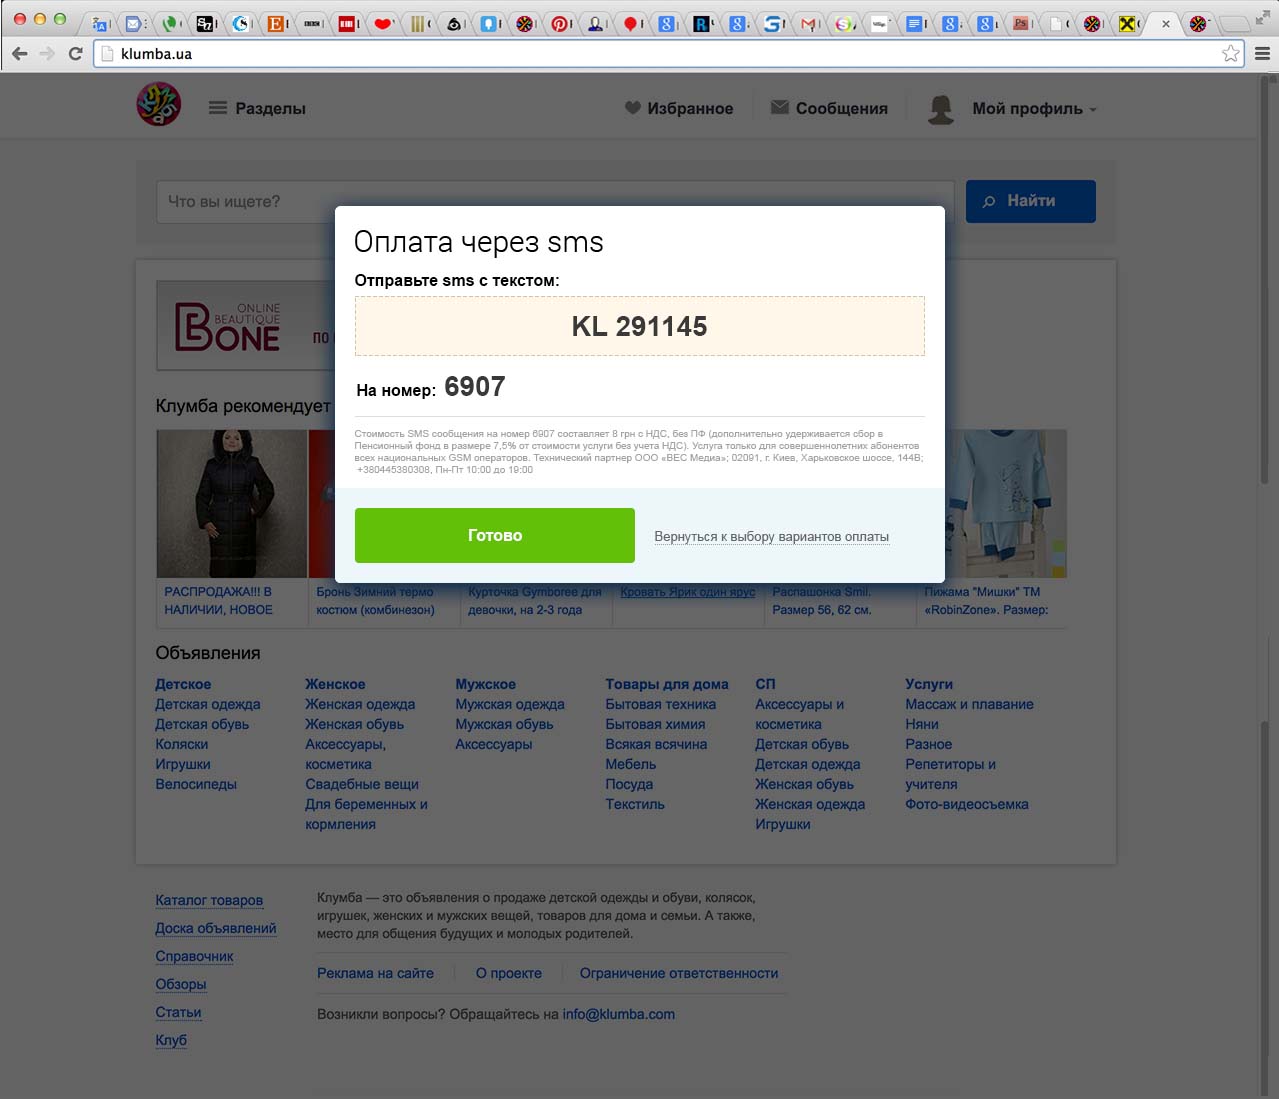 klumba.ua
Разделы
Избранное
Сообщения
Мой профиль
Что вы ищете?
Найти
Оплата через sms
Отправьте sms с текстом:
KL 291145
На номер: 6907
Стоимость SMS сообщения на номер 6907 составляет 8 грн с НДС, без ПФ (дополнительно удерживается сбор в
Пенсионный фонд в размере 7,5% от стоимости услуги без учета НДС). Услуга только для совершеннолетних абонентов
всех национальных GSM операторов. Технический партнер ООО «ВЕС Медиа»; 02091, г. Киев, Харьковское шоссе, 144В;
+380445380308, Пн-Пт 10:00 до 19:00
Готово
Вернуться к выбору вариантов оплаты
ONLINE
BEAUTIQUE
BONE
ПО
Клумба рекомендует
РАСПРОДАЖА!!! В
НАЛИЧИИ, НОВОЕ
Бронь Зимний термо
костюм (комбинезон)
Курточка Gymboree для
девочки, на 2-3 года
Кровать Ярик один ярус
Распашонка Smil.
Размер 56, 62 см.
Пижама "Мишки" ТМ
«RobinZone». Размер:
Объявления
Детское
Детская одежда
Детская обувь
Коляски
Игрушки
Велосипеды
Женское
Женская одежда
Женская обувь
Аксессуары,
косметика
Свадебные вещи
Для беременных и
кормления
Мужское
Мужская одежда
Мужская обувь
Аксессуары
Товары для дома
Бытовая техника
Бытовая химия
Всякая всячина
Мебель
Посуда
Текстиль
СП
Аксессуары и
косметика
Детская обувь
Детская одежда
Женская обувь
Женская одежда
Игрушки
Услуги
Массаж и плавание
Няни
Разное
Репетиторы и
учителя
Фото-видеосъемка
Каталог товаров
Доска объявлений
Справочник
Обзоры
Статьи
Клуб
Клумба — это объявления о продаже детской одежды и обуви, колясок,
игрушек, женских и мужских вещей, товаров для дома и семьи. А также,
место для общения будущих и молодых родителей.
Реклама на сайте
О проекте
Ограничение ответственности
Возникли вопросы? Обращайтесь на info@klumba.com